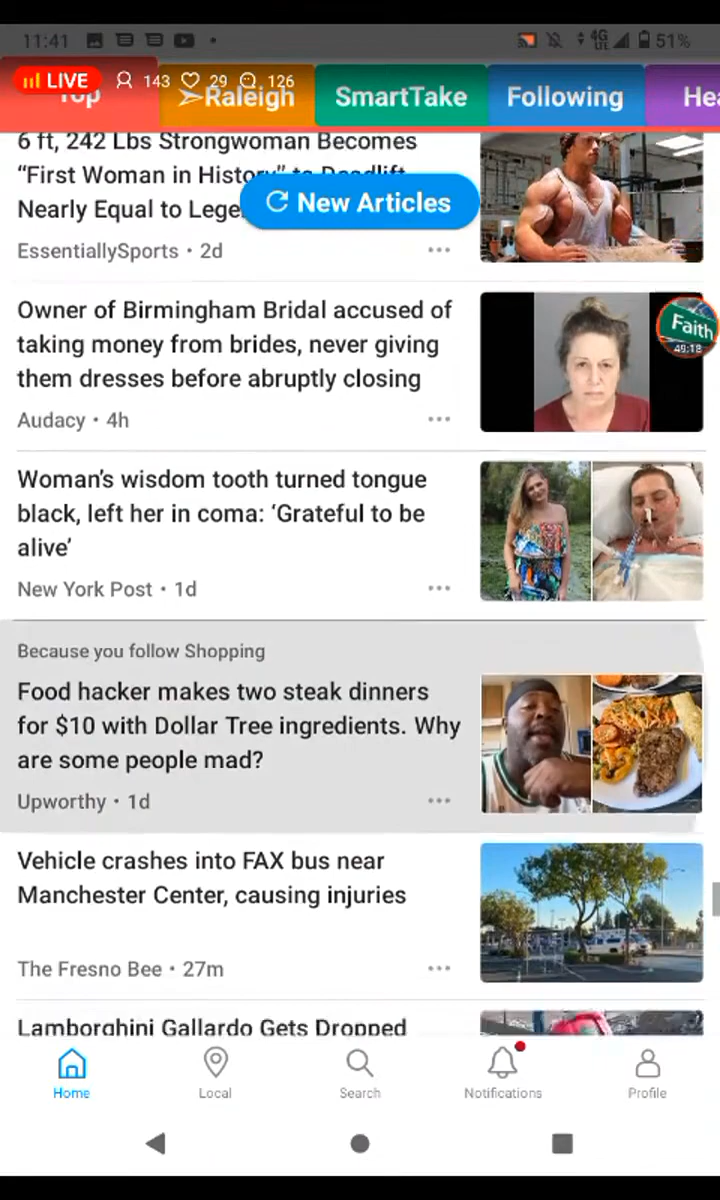 11:41
4G
LTE
51%
LIVE 143 29 126
Top
Raleigh
SmartTake
Following
Hea
6 ft, 242 Lbs Strongwoman Becomes
“First Woman in History” to Deadlift
Nearly Equal to Lege
New Articles
EssentiallySports • 2d
Owner of Birmingham Bridal accused of
taking money from brides, never giving
them dresses before abruptly closing
Audacy • 4h
Faith
49:18
Woman’s wisdom tooth turned tongue
black, left her in coma: ‘Grateful to be
alive’
New York Post • 1d
Because you follow Shopping
Food hacker makes two steak dinners
for $10 with Dollar Tree ingredients. Why
are some people mad?
Upworthy • 1d
Vehicle crashes into FAX bus near
Manchester Center, causing injuries
The Fresno Bee • 27m
Lamborghini Gallardo Gets Dropped
Home
Local
Search
Notifications
Profile